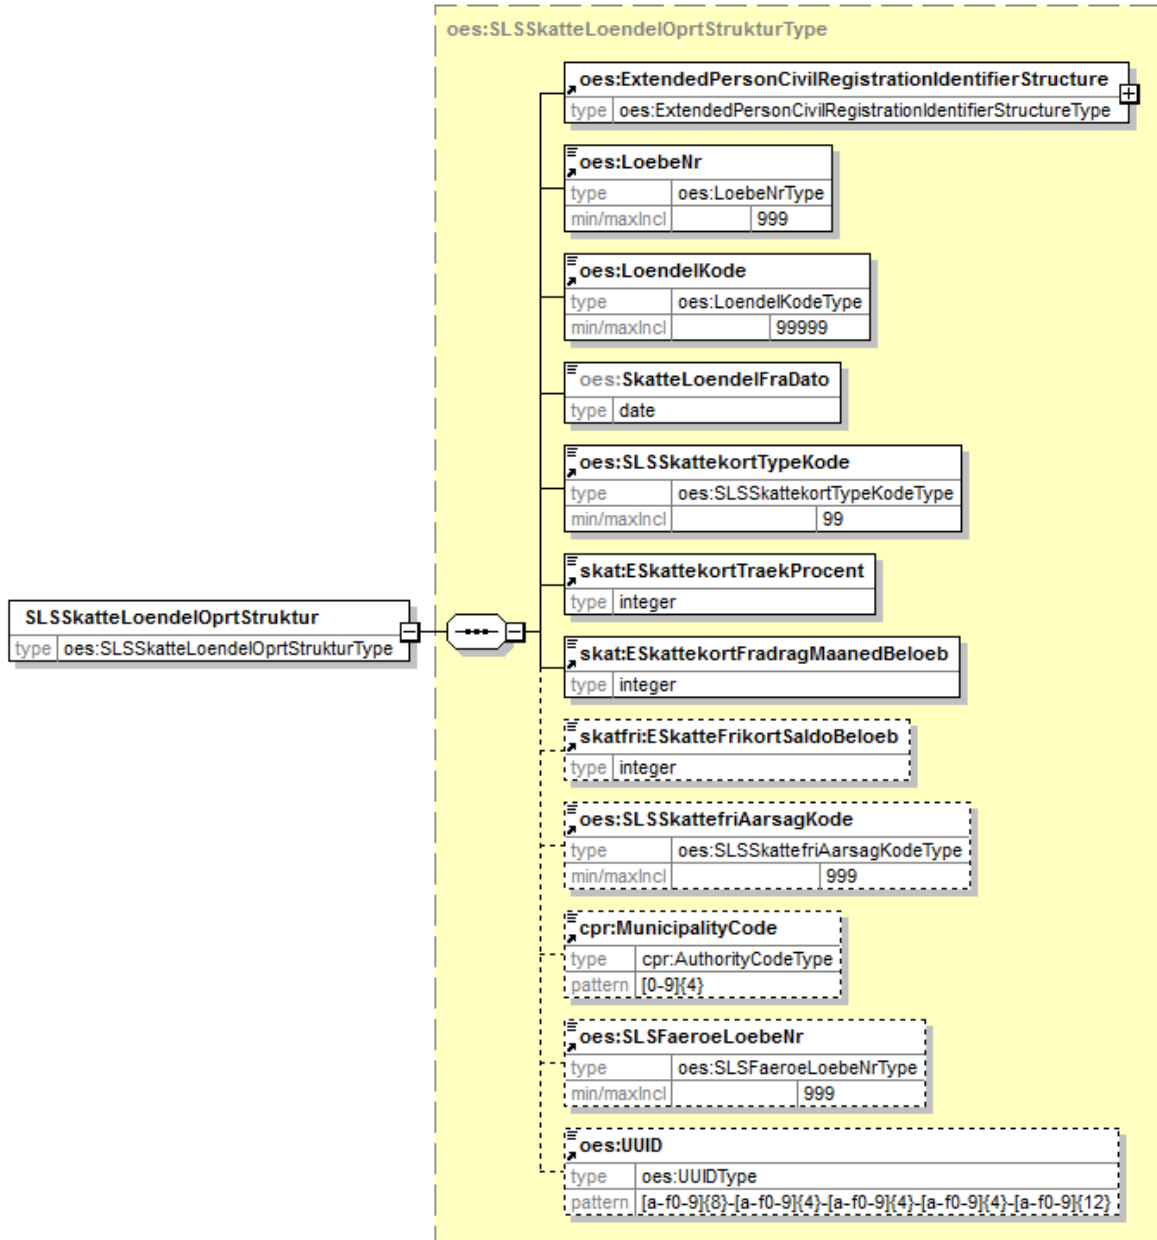 oes:SLSSkatteLoendelOprtStrukturType
oes:ExtendedPersonCivilRegistrationIdentifierStructure
type oes:ExtendedPersonCivilRegistrationIdentifierStructureType
oes:LoebeNr
type oes:LoebeNrType
min/maxIncl 999
oes:LoendelKode
type oes:LoendelKodeType
min/maxIncl 99999
oes:SkatteLoendelFraDato
type date
oes:SLSSkattekortTypeKode
type oes:SLSSkattekortTypeKodeType
min/maxIncl 99
skat:ESkattekortTraekProcent
type integer
SLSSkatteLoendelOprtStruktur
type oes:SLSSkatteLoendelOprtStrukturType
skat:ESkattekortFradragMaanedBeloeb
type integer
skatfri:ESkatteFrikortSaldoBeloeb
type integer
oes:SLSSkattefriAarsagKode
type oes:SLSSkattefriAarsagKodeType
min/maxIncl 999
cpr:MunicipalityCode
type cpr:AuthorityCodeType
pattern [0-9]{4}
oes:SLSFaeroeLoebeNr
type oes:SLSFaeroeLoebeNrType
min/maxIncl 999
oes:UUID
type oes:UUIDType
pattern [a-f0-9]{8}-[a-f0-9]{4}-[a-f0-9]{4}-[a-f0-9]{4}-[a-f0-9]{12}